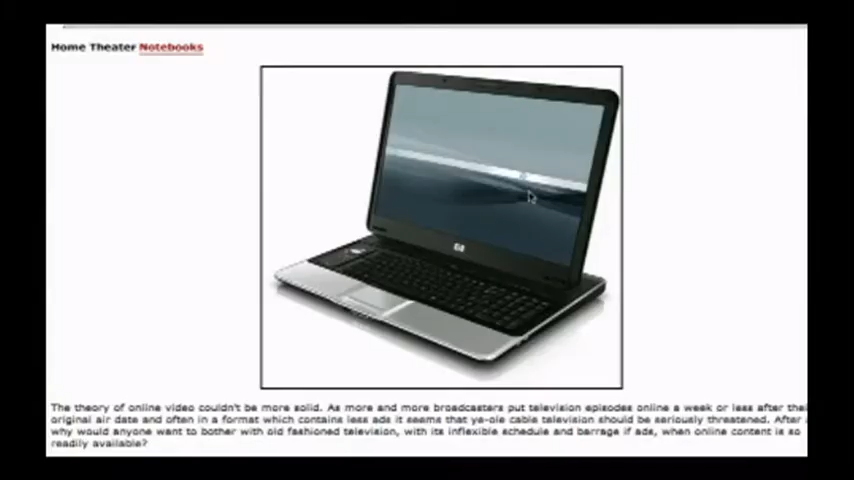 Home Theater Notebooks
hp
The theory of online video couldn't be more solid. As more and more broadcasters put television episodes online a week or less after
original air date and often in a format which contains less ads it seems that ye-ole cable television should be seriously threatened. After
why would anyone want to bother with old fashioned television, with its inflexible schedule and barrage if ads, when online content is so
readily available?